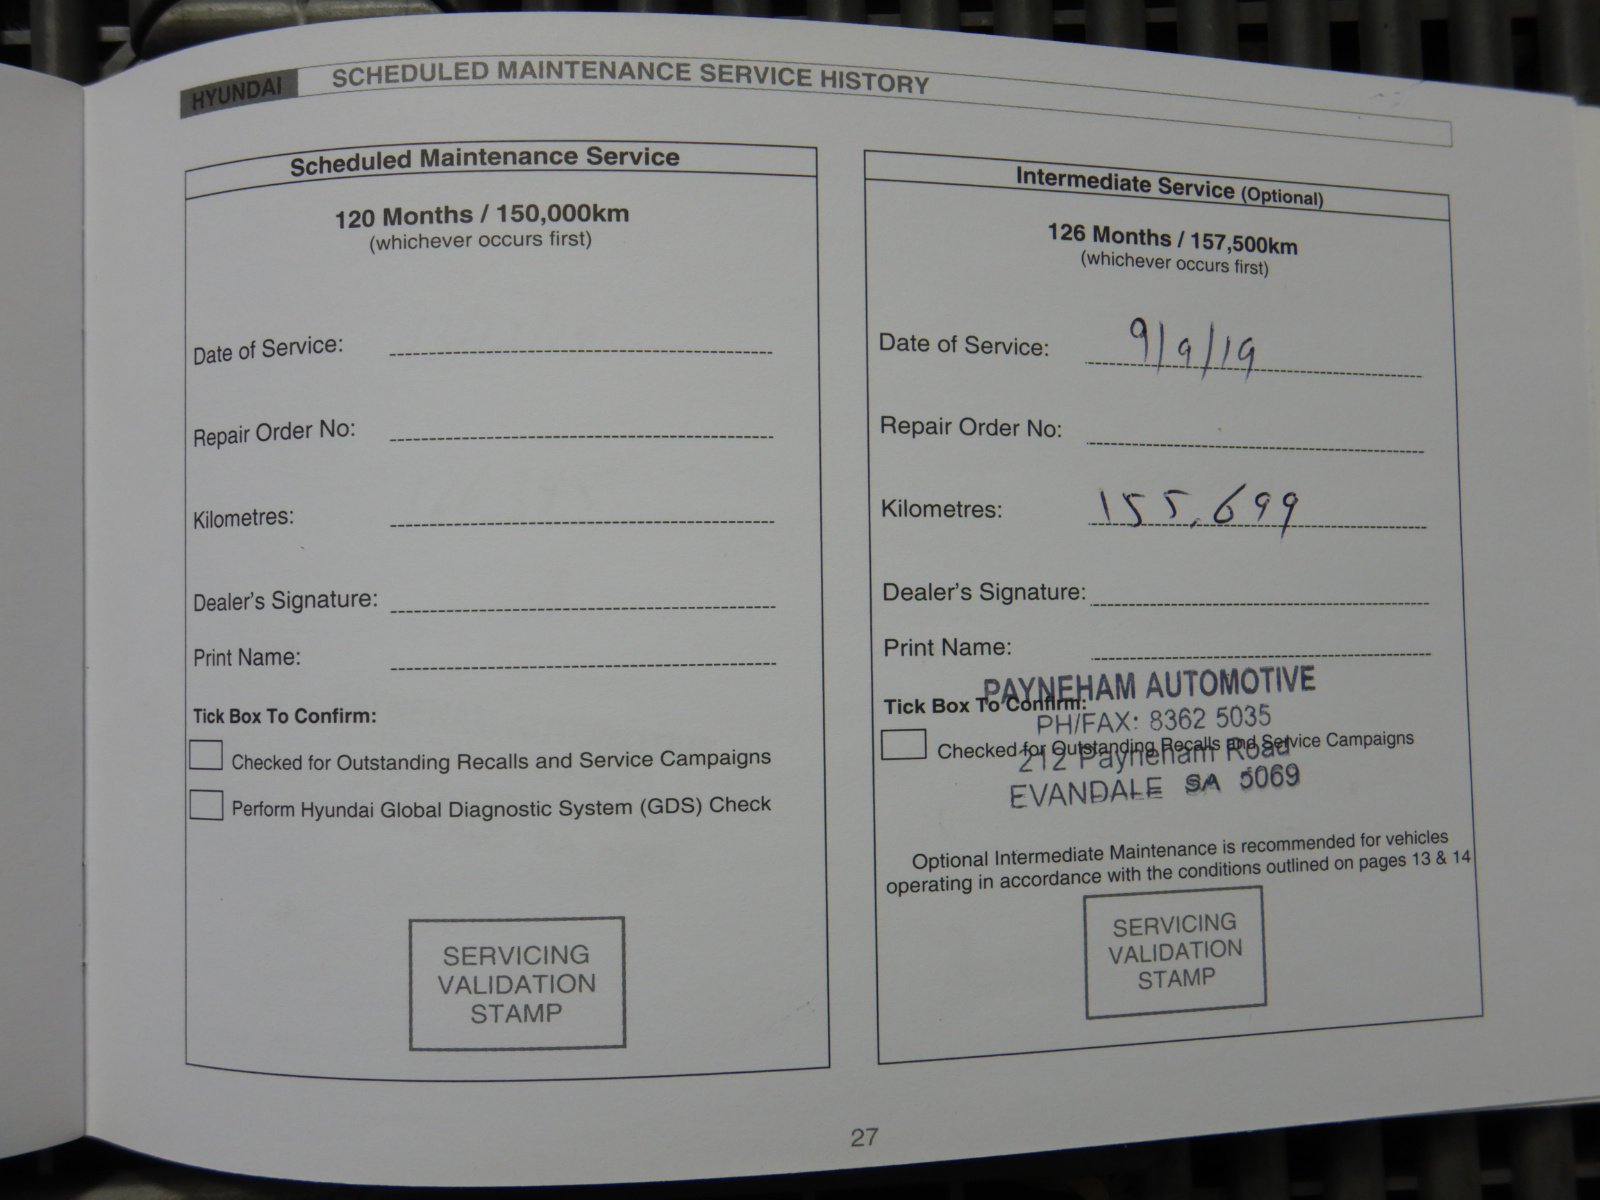 HYUNDAI
SCHEDULED MAINTENANCE SERVICE HISTORY
Scheduled Maintenance Service
120 Months / 150,000km
(whichever occurs first)
Date of Service:
Repair Order No:
Kilometres:
Dealer's Signature:
Print Name:
Tick Box To Confirm:
Checked for Outstanding Recalls and Service Campaigns
Perform Hyundai Global Diagnostic System (GDS) Check
SERVICING
VALIDATION
STAMP
Intermediate Service (Optional)
126 Months / 157,500km
(whichever occurs first)
Date of Service: 9/9/19
Repair Order No:
Kilometres: 155,699
Dealer's Signature:
Print Name:
PAYNEHAM AUTOMOTIVE
Tick Box To Confirm:
PH/FAX: 8362 5035
Checked for Outstanding Recalls and Service Campaigns
212 Payneham Road
EVANDALE SA 5069
Optional Intermediate Maintenance is recommended for vehicles
operating in accordance with the conditions outlined on pages 13 & 14
SERVICING
VALIDATION
STAMP
27